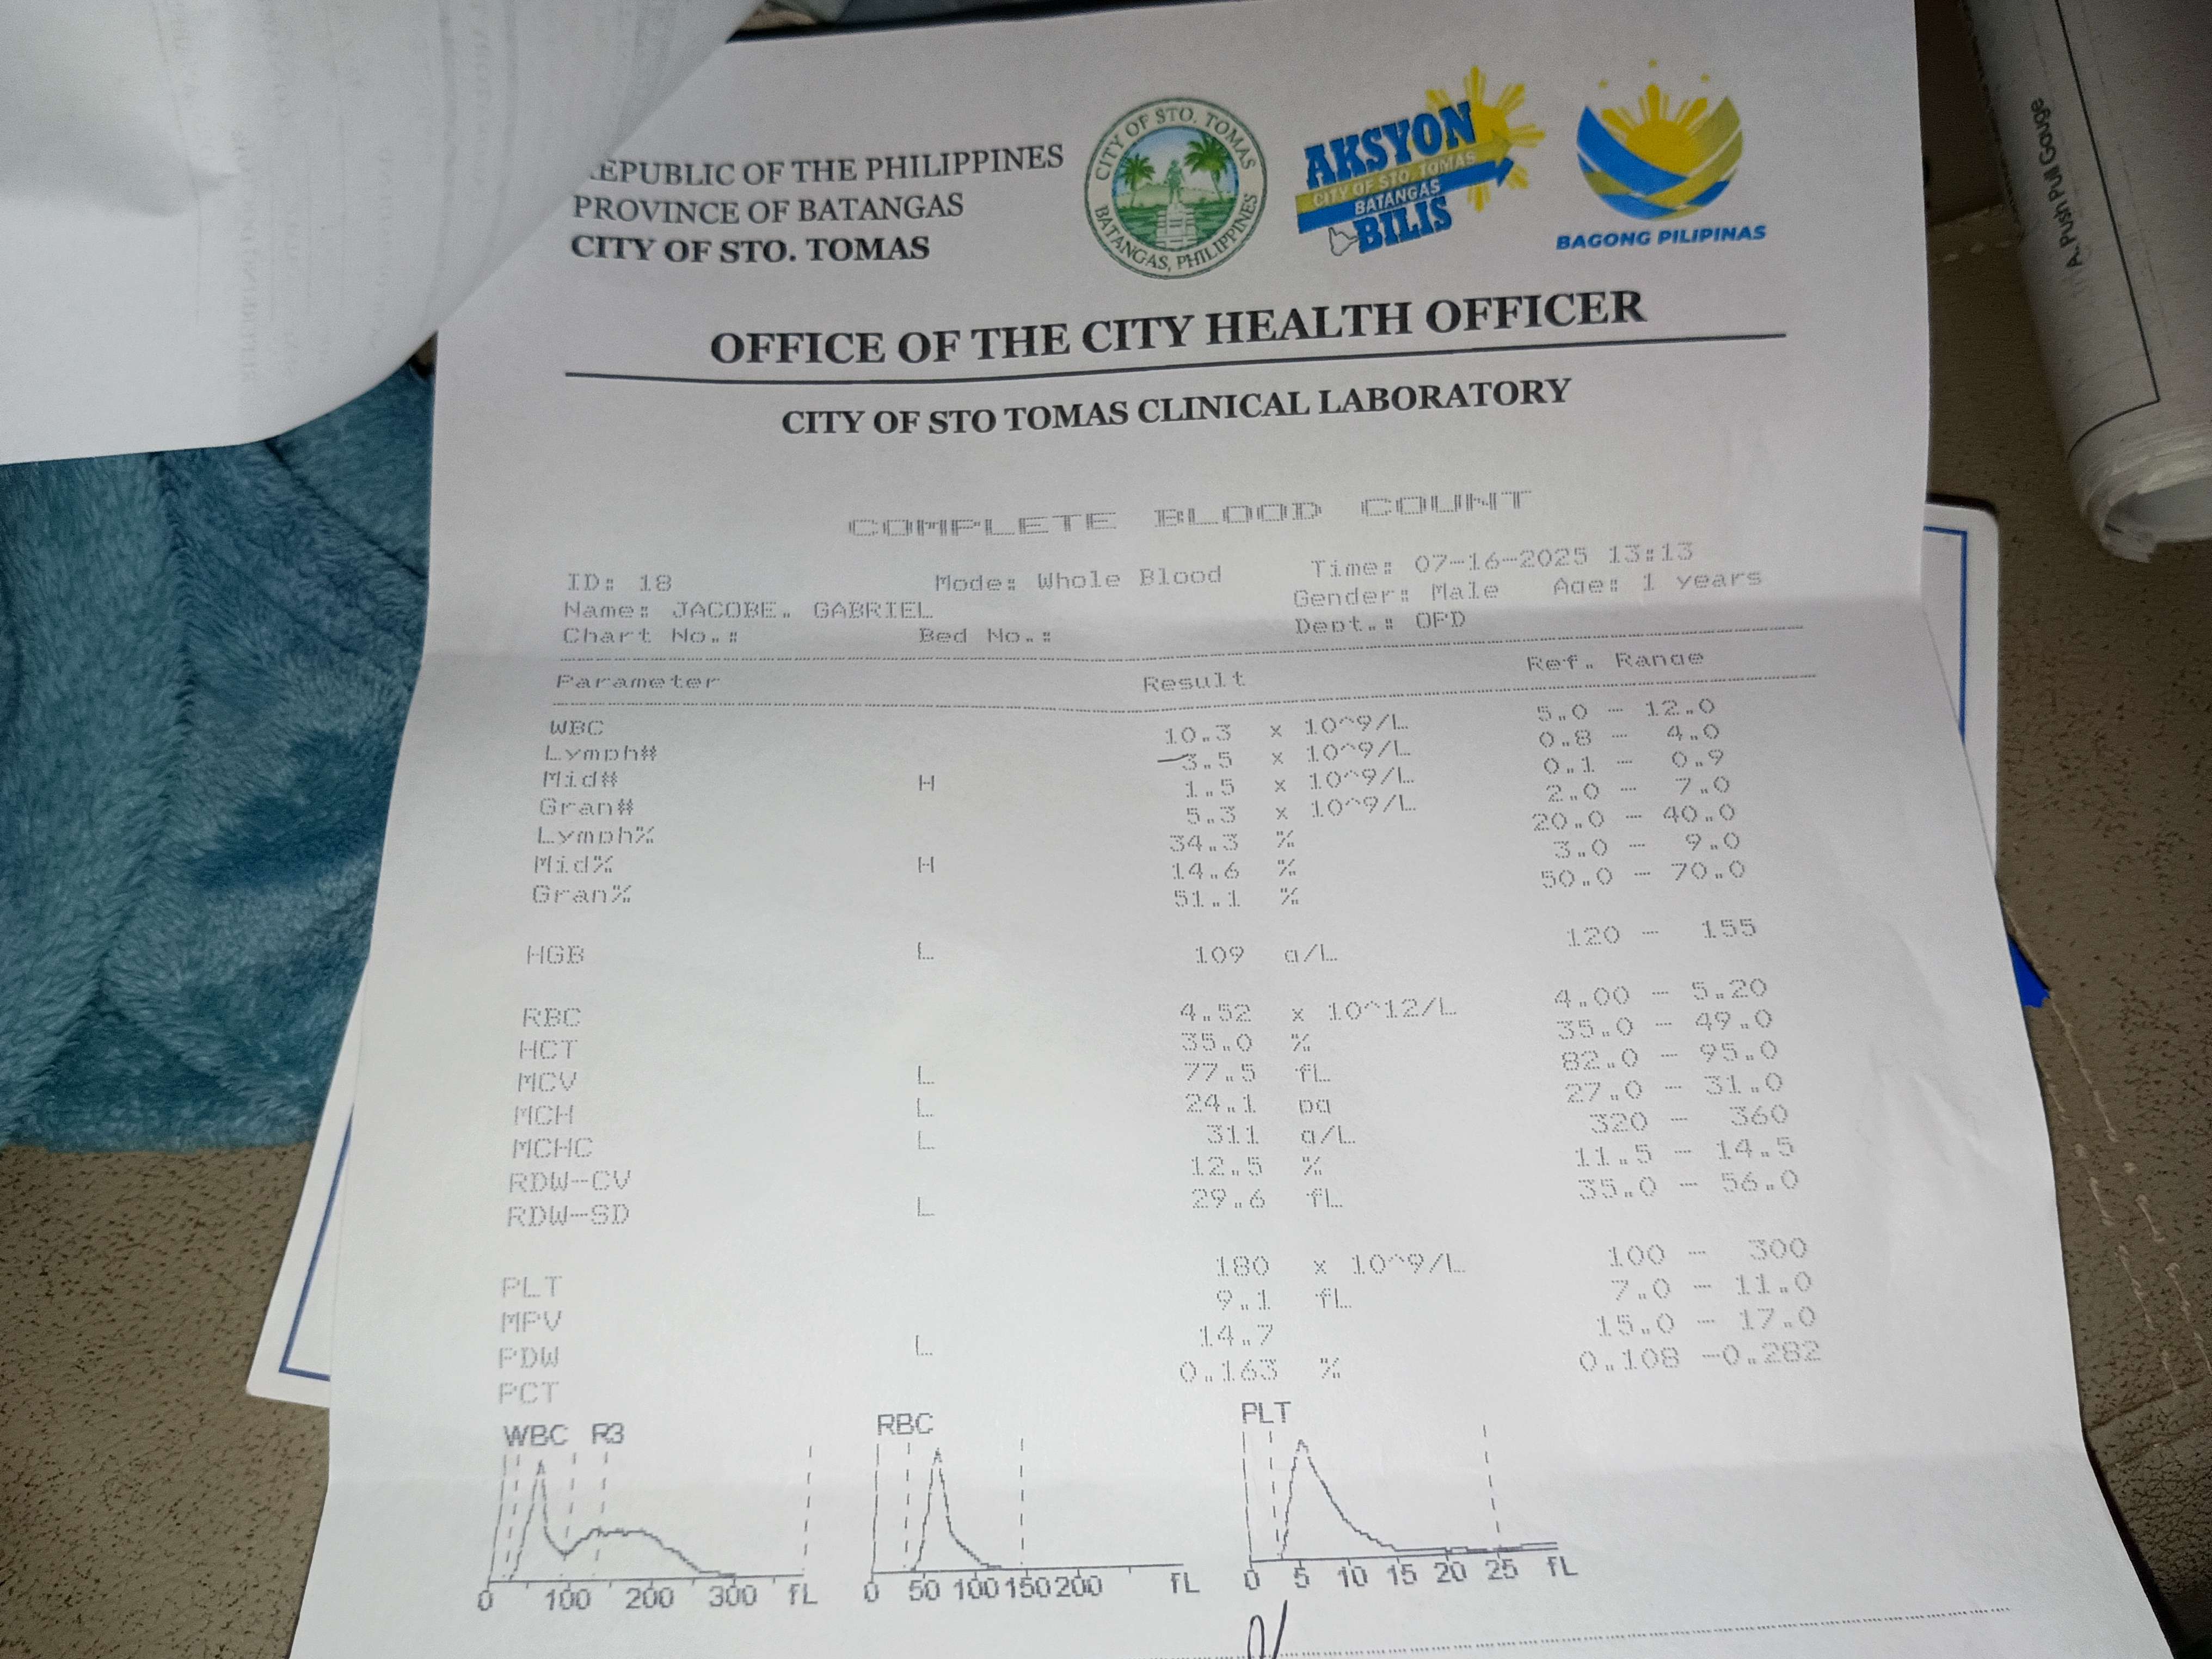 EPUBLIC OF THE PHILIPPINES
PROVINCE OF BATANGAS
CITY OF STO. TOMAS
CITY OF STO. TOMAS
BATANGAS, PHILIPPINES
AKSYON
CITY OF STO. TOMAS
BATANGAS
BILIS
BAGONG PILIPINAS
A. Push Pull Gauge
OFFICE OF THE CITY HEALTH OFFICER
CITY OF STO TOMAS CLINICAL LABORATORY
COMPLETE BLOOD COUNT
ID: 18 Mode: Whole Blood Time: 07-16-2025 13:13
Name: JACOBE. GABRIEL Gender: Male Age: 1 years
Chart No.: Bed No.: Dept.: OPD
Parameter Result Ref. Range
WBC 10.3 x 10^9/L 5.0 - 12.0
Lymph# 3.5 x 10^9/L 0.8 - 4.0
Mid# H 1.5 x 10^9/L 0.1 - 0.9
Gran# 5.3 x 10^9/L 2.0 - 7.0
Lymph% 34.3 % 20.0 - 40.0
Mid% H 14.6 % 3.0 - 9.0
Gran% 51.1 % 50.0 - 70.0
HGB L 109 g/L 120 - 155
RBC 4.52 x 10^12/L 4.00 - 5.20
HCT 35.0 % 35.0 - 49.0
MCV L 77.5 fL 82.0 - 95.0
MCH L 24.1 pg 27.0 - 31.0
MCHC L 311 g/L 320 - 360
RDW-CV 12.5 % 11.5 - 14.5
RDW-SD L 29.6 fL 35.0 - 56.0
PLT 180 x 10^9/L 100 - 300
MPV 9.1 fL 7.0 - 11.0
PDW L 14.7 15.0 - 17.0
PCT 0.163 % 0.108 -0.282
WBC R3 RBC PLT
0 100 200 300 fL 0 50 100 150 200 fL 0 5 10 15 20 25 fL